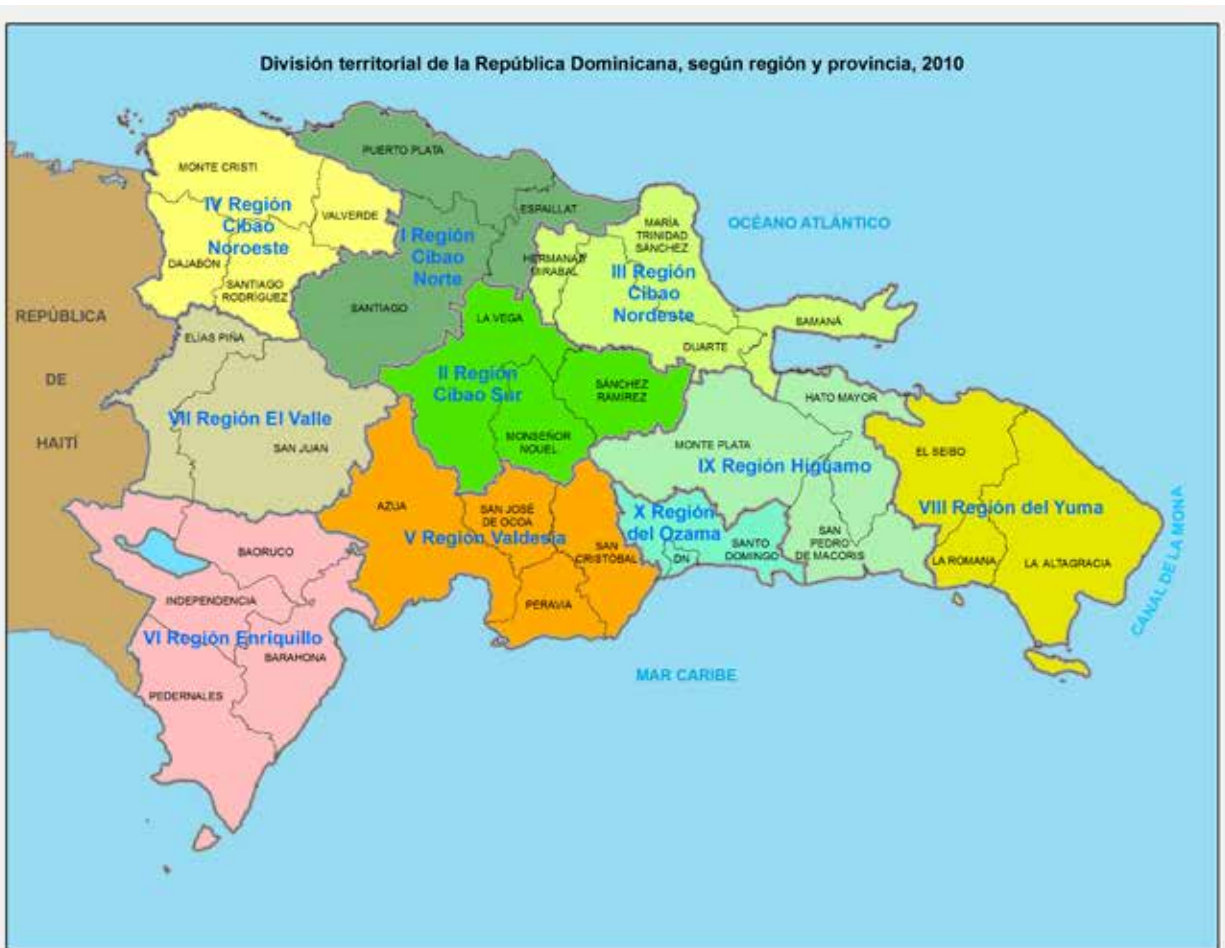 División territorial de la República Dominicana, según región y provincia, 2010
PUERTO PLATA
MONTE CRISTI
IV Región
Cibao
Noroeste
VALVERDE
ESPAILLAT
I Región
Cibao
Norte
MARÍA
TRINIDAD
SÁNCHEZ
OCÉANO ATLÁNTICO
HERMANAS
MIRABAL
III Región
Cibao
Nordeste
DAJABÓN
SANTIAGO
RODRÍGUEZ
SANTIAGO
LA VEGA
SAMANÁ
REPÚBLICA
DE
HAITÍ
ELÍAS PIÑA
DUARTE
II Región
Cibao Sur
SÁNCHEZ
RAMÍREZ
HATO MAYOR
VII Región El Valle
SAN JUAN
MONSEÑOR
NOUEL
MONTE PLATA
IX Región Higuamo
EL SEIBO
AZUA
SAN JOSÉ
DE OCOA
V Región Valdesia
X Región
del Ozama
VIII Región del Yuma
CANAL DE LA MONA
BAORUCO
SAN
CRISTÓBAL
DN
SANTO
DOMINGO
SAN
PEDRO
DE MACORIS
LA ROMANA
LA ALTAGRACIA
INDEPENDENCIA
PERAVIA
VI Región Enriquillo
BARAHONA
MAR CARIBE
PEDERNALES